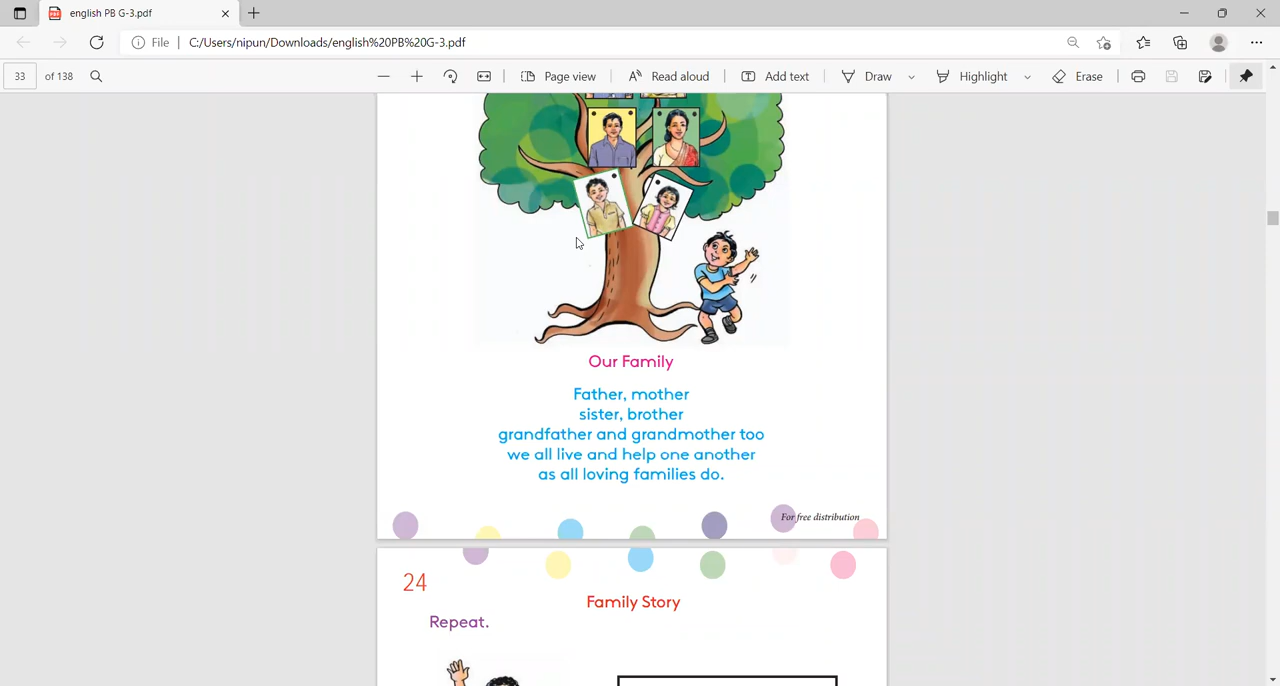 english PB G-3.pdf
File | C:/Users/nipun/Downloads/english%20PB%20G-3.pdf
33 of 138 Page view Read aloud Add text Draw Highlight Erase
Our Family
Father, mother
sister, brother
grandfather and grandmother too
we all live and help one another
as all loving families do.
For free distribution
24
Family Story
Repeat.